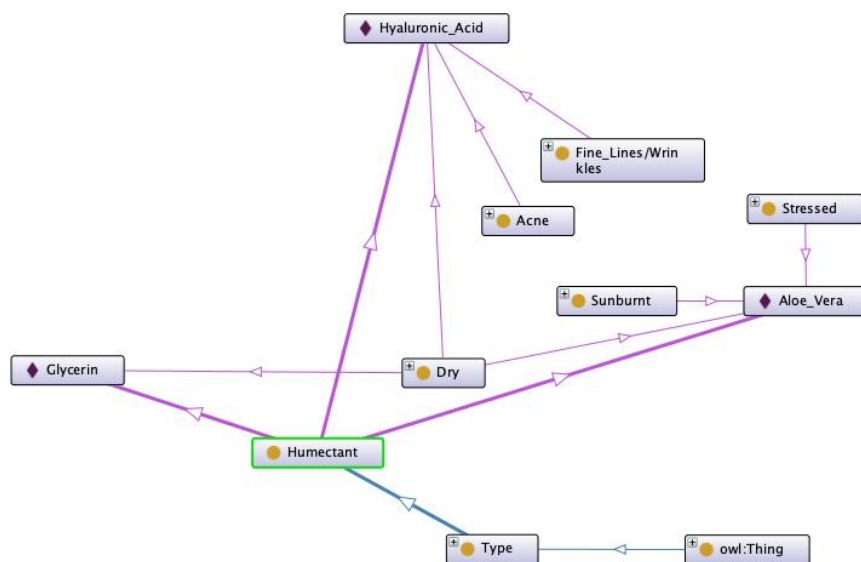 Hyaluronic_Acid
Fine_Lines/Wrin
kles
Stressed
Acne
Sunburnt
Aloe_Vera
Glycerin
Dry
Humectant
Type
owl:Thing